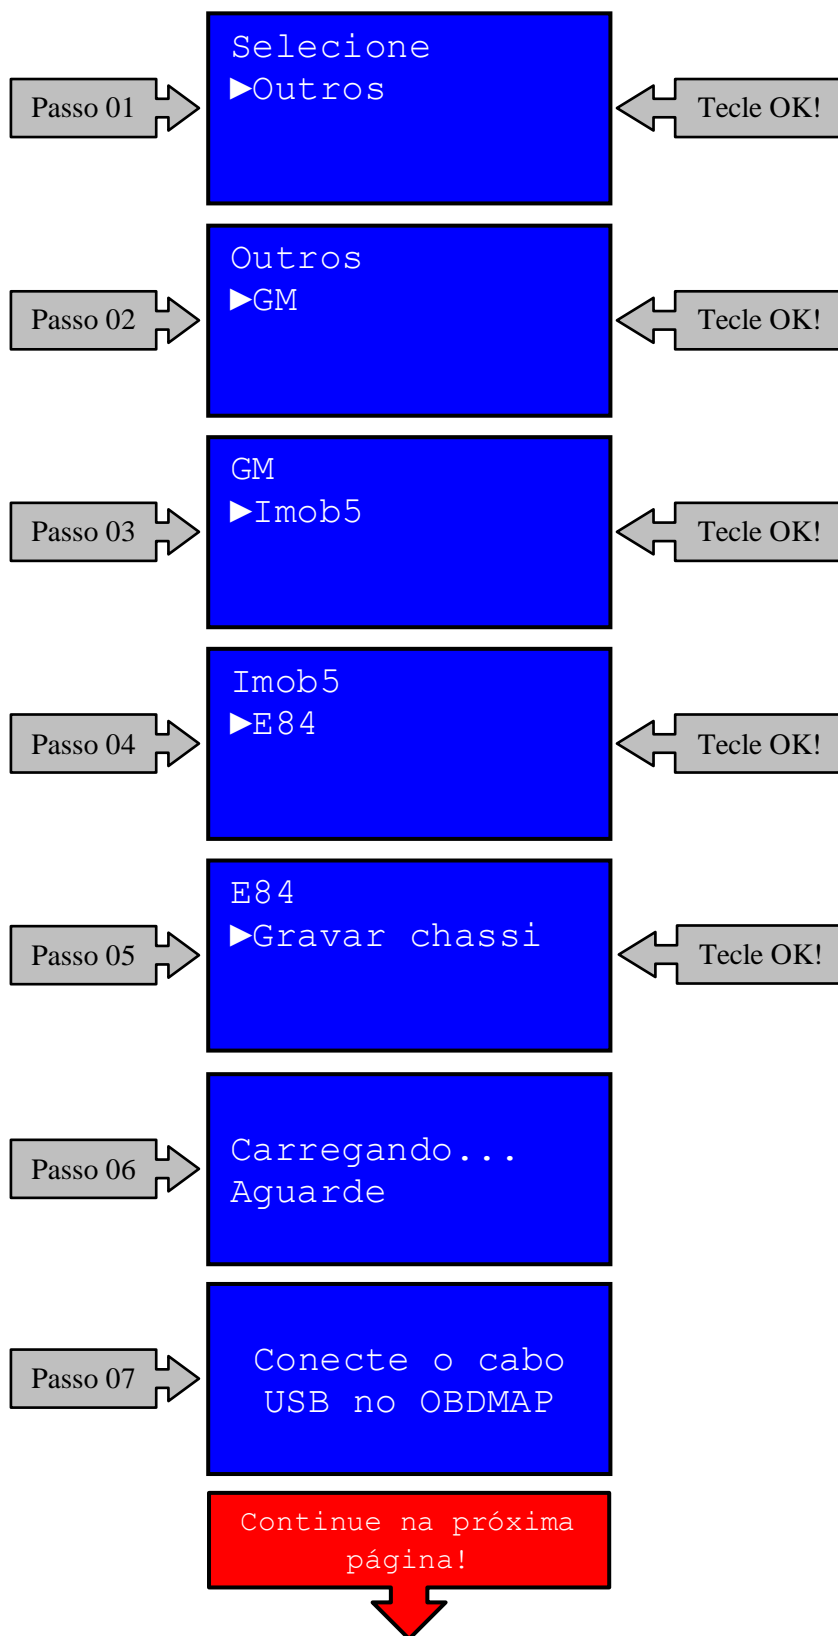 Selecione
Passo 01
►Outros
Tecle OK!
Outros
Passo 02
►GM
Tecle OK!
GM
Passo 03
►Imob5
Tecle OK!
Imob5
Passo 04
►E84
Tecle OK!
E84
Passo 05
►Gravar chassi
Tecle OK!
Passo 06
Carregando...
Aguarde
Passo 07
Conecte o cabo
USB no OBDMAP
Continue na próxima
página!